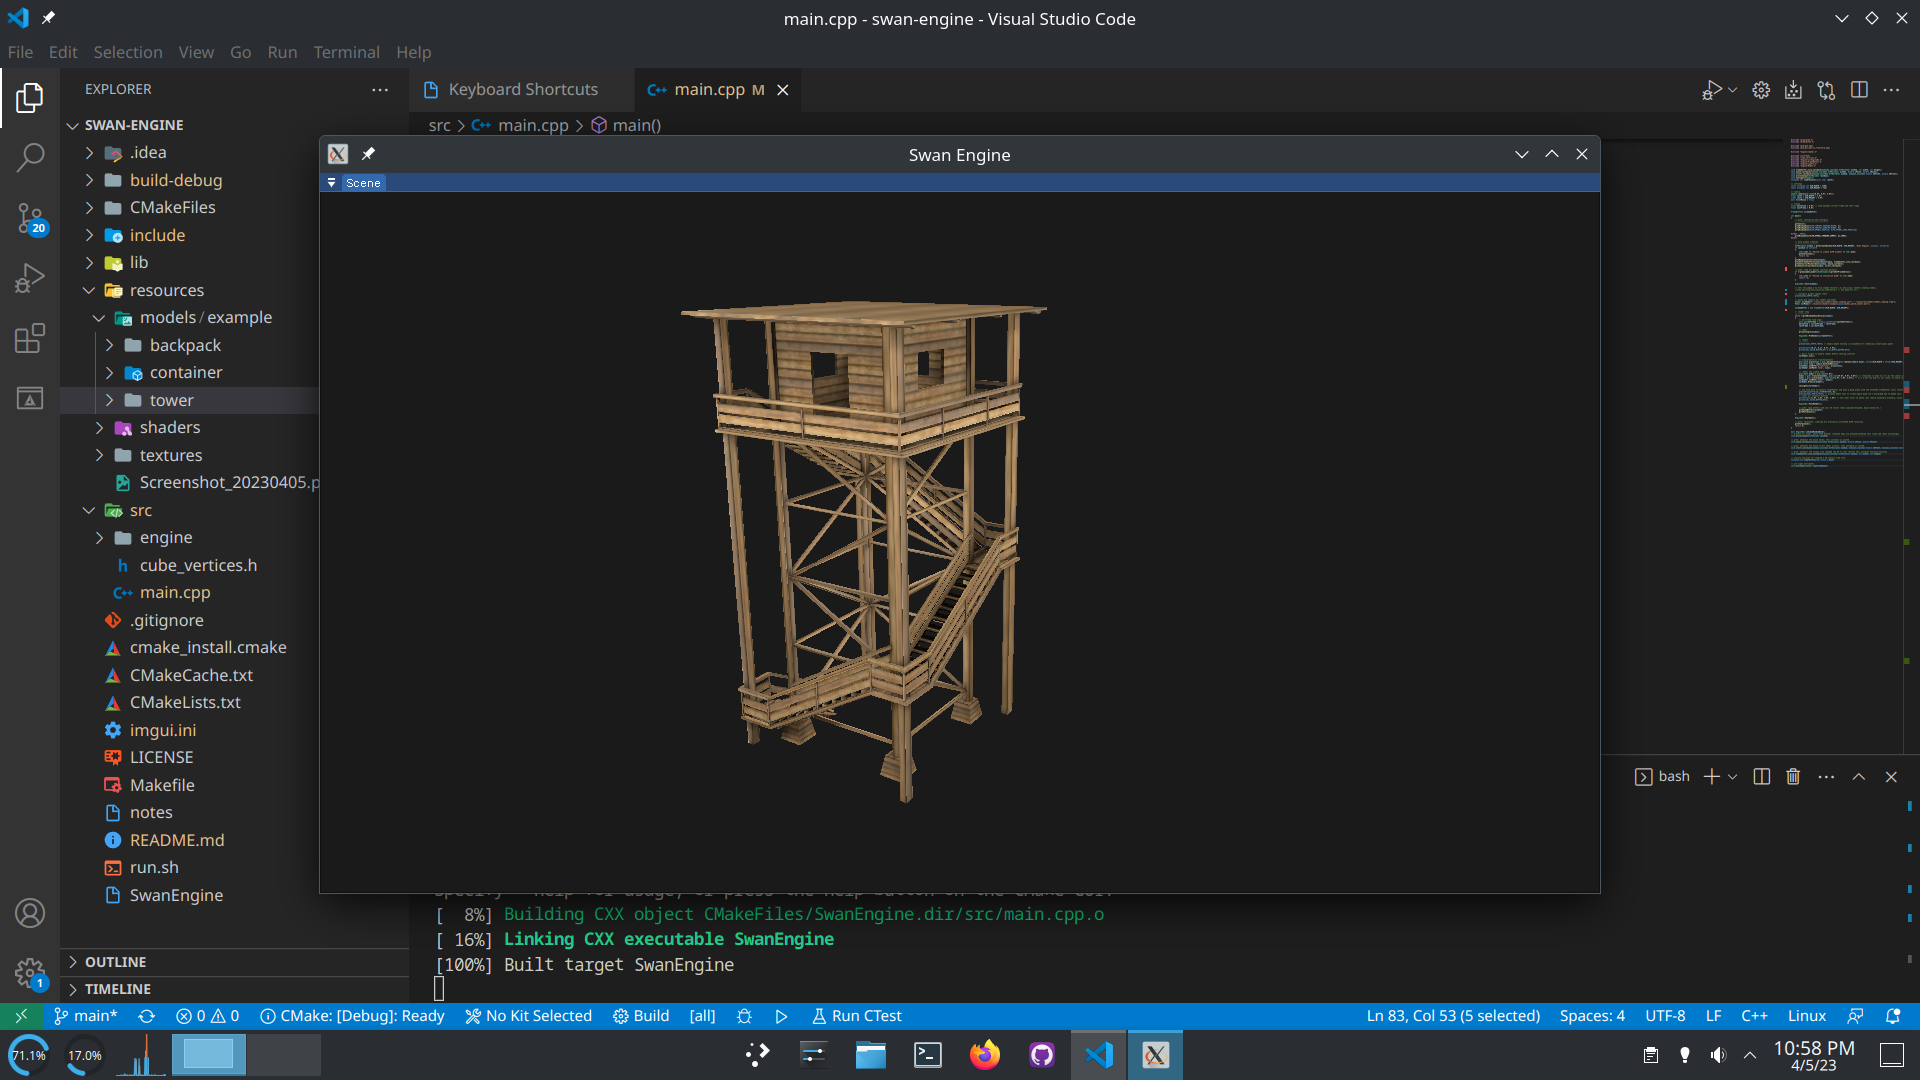 main.cpp - swan-engine - Visual Studio Code
File Edit Selection View Go Run Terminal Help
EXPLORER
Keyboard Shortcuts
main.cpp M
SWAN-ENGINE
src > main.cpp > main()
.idea
build-debug
CMakeFiles
include
lib
resources
models/example
backpack
container
tower
shaders
textures
Screenshot_20230405.p
src
engine
h cube_vertices.h
C++ main.cpp
.gitignore
cmake_install.cmake
CMakeCache.txt
CMakeLists.txt
imgui.ini
LICENSE
Makefile
notes
README.md
run.sh
SwanEngine
20
1
OUTLINE
TIMELINE
Swan Engine
Scene
bash
[ 8%] Building CXX object CMakeFiles/SwanEngine.dir/src/main.cpp.o
[ 16%] Linking CXX executable SwanEngine
[100%] Built target SwanEngine
main* 0 0 CMake: [Debug]: Ready No Kit Selected Build [all] Run CTest Ln 83, Col 53 (5 selected) Spaces: 4 UTF-8 LF C++ Linux
71.1% 17.0%
10:58 PM
4/5/23